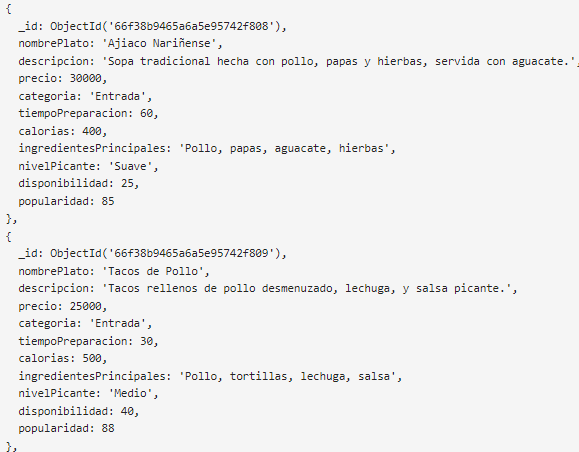 {
_id: ObjectId('66f38b9465a6a5e95742f808'),
nombrePlato: 'Ajiaco Nariñense',
descripcion: 'Sopa tradicional hecha con pollo, papas y hierbas, servida con aguacate.',
precio: 30000,
categoria: 'Entrada',
tiempoPreparacion: 60,
calorias: 400,
ingredientesPrincipales: 'Pollo, papas, aguacate, hierbas',
nivelPicante: 'Suave',
disponibilidad: 25,
popularidad: 85
},
{
_id: ObjectId('66f38b9465a6a5e95742f809'),
nombrePlato: 'Tacos de Pollo',
descripcion: 'Tacos rellenos de pollo desmenuzado, lechuga, y salsa picante.',
precio: 25000,
categoria: 'Entrada',
tiempoPreparacion: 30,
calorias: 500,
ingredientesPrincipales: 'Pollo, tortillas, lechuga, salsa',
nivelPicante: 'Medio',
disponibilidad: 40,
popularidad: 88
},